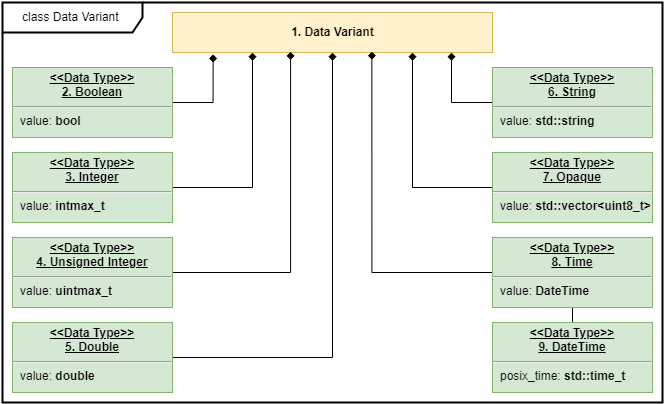 class Data Variant
1. Data Variant
<<Data Type>>
2. Boolean
value: bool
<<Data Type>>
3. Integer
value: intmax_t
<<Data Type>>
4. Unsigned Integer
value: uintmax_t
<<Data Type>>
5. Double
value: double
<<Data Type>>
6. String
value: std::string
<<Data Type>>
7. Opaque
value: std::vector<uint8_t>
<<Data Type>>
8. Time
value: DateTime
<<Data Type>>
9. DateTime
posix_time: std::time_t